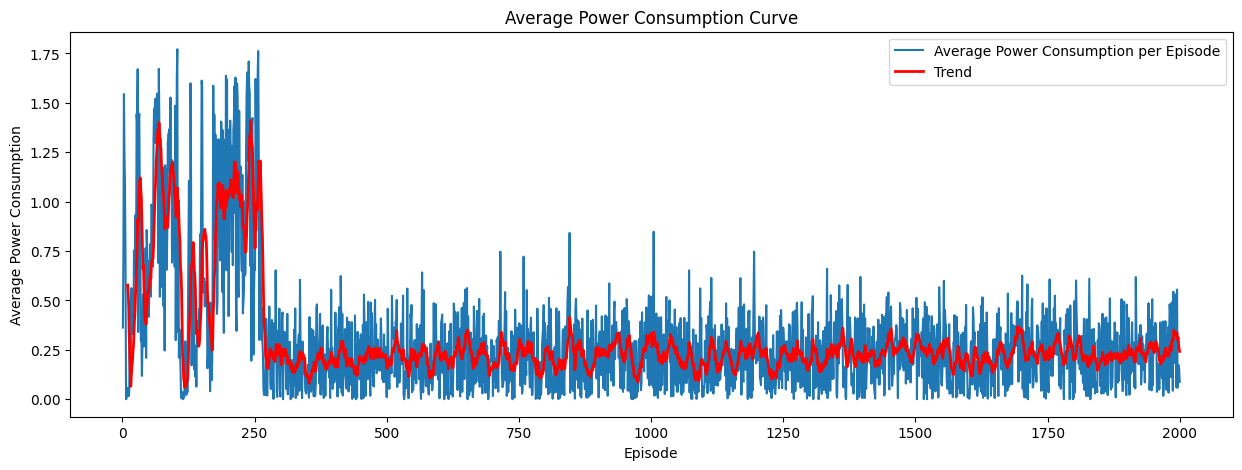 Average Power Consumption Curve
Average Power Consumption per Episode
Trend
Average Power Consumption
1.75
1.50
1.25
1.00
0.75
0.50
0.25
0.00
0 250 500 750 1000 1250 1500 1750 2000
Episode